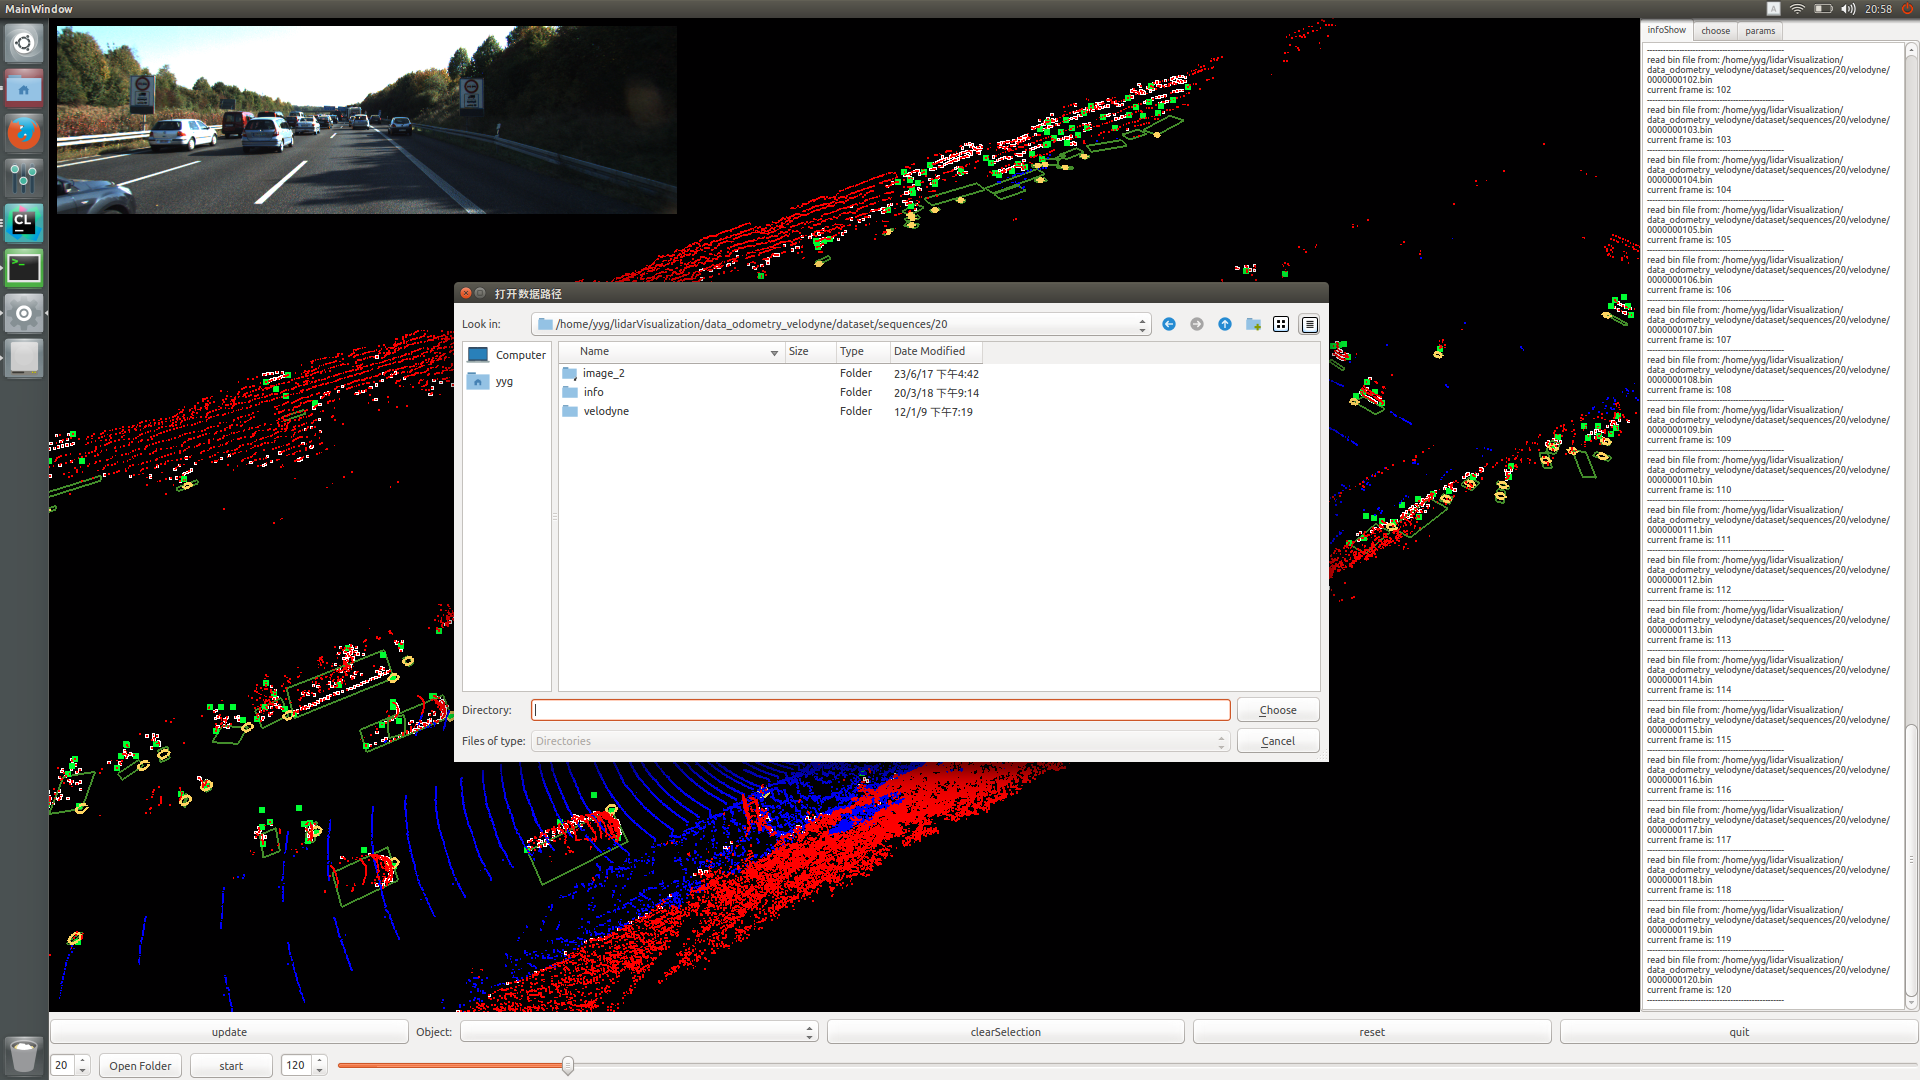 MainWindow
A
20:58
infoShow
choose
params
------------------------------------------------
read bin file from: /home/yyg/lidarVisualization/
data_odometry_velodyne/dataset/sequences/20/velodyne/
0000000102.bin
current frame is: 102
------------------------------------------------
read bin file from: /home/yyg/lidarVisualization/
data_odometry_velodyne/dataset/sequences/20/velodyne/
0000000103.bin
current frame is: 103
------------------------------------------------
read bin file from: /home/yyg/lidarVisualization/
data_odometry_velodyne/dataset/sequences/20/velodyne/
0000000104.bin
current frame is: 104
------------------------------------------------
read bin file from: /home/yyg/lidarVisualization/
data_odometry_velodyne/dataset/sequences/20/velodyne/
0000000105.bin
current frame is: 105
------------------------------------------------
read bin file from: /home/yyg/lidarVisualization/
data_odometry_velodyne/dataset/sequences/20/velodyne/
0000000106.bin
current frame is: 106
------------------------------------------------
read bin file from: /home/yyg/lidarVisualization/
data_odometry_velodyne/dataset/sequences/20/velodyne/
0000000107.bin
current frame is: 107
------------------------------------------------
read bin file from: /home/yyg/lidarVisualization/
data_odometry_velodyne/dataset/sequences/20/velodyne/
0000000108.bin
current frame is: 108
------------------------------------------------
read bin file from: /home/yyg/lidarVisualization/
data_odometry_velodyne/dataset/sequences/20/velodyne/
0000000109.bin
current frame is: 109
------------------------------------------------
read bin file from: /home/yyg/lidarVisualization/
data_odometry_velodyne/dataset/sequences/20/velodyne/
0000000110.bin
current frame is: 110
------------------------------------------------
read bin file from: /home/yyg/lidarVisualization/
data_odometry_velodyne/dataset/sequences/20/velodyne/
0000000111.bin
current frame is: 111
------------------------------------------------
read bin file from: /home/yyg/lidarVisualization/
data_odometry_velodyne/dataset/sequences/20/velodyne/
0000000112.bin
current frame is: 112
------------------------------------------------
read bin file from: /home/yyg/lidarVisualization/
data_odometry_velodyne/dataset/sequences/20/velodyne/
0000000113.bin
current frame is: 113
------------------------------------------------
read bin file from: /home/yyg/lidarVisualization/
data_odometry_velodyne/dataset/sequences/20/velodyne/
0000000114.bin
current frame is: 114
------------------------------------------------
read bin file from: /home/yyg/lidarVisualization/
data_odometry_velodyne/dataset/sequences/20/velodyne/
0000000115.bin
current frame is: 115
------------------------------------------------
read bin file from: /home/yyg/lidarVisualization/
data_odometry_velodyne/dataset/sequences/20/velodyne/
0000000116.bin
current frame is: 116
------------------------------------------------
read bin file from: /home/yyg/lidarVisualization/
data_odometry_velodyne/dataset/sequences/20/velodyne/
0000000117.bin
current frame is: 117
------------------------------------------------
read bin file from: /home/yyg/lidarVisualization/
data_odometry_velodyne/dataset/sequences/20/velodyne/
0000000118.bin
current frame is: 118
------------------------------------------------
read bin file from: /home/yyg/lidarVisualization/
data_odometry_velodyne/dataset/sequences/20/velodyne/
0000000119.bin
current frame is: 119
------------------------------------------------
read bin file from: /home/yyg/lidarVisualization/
data_odometry_velodyne/dataset/sequences/20/velodyne/
0000000120.bin
current frame is: 120
------------------------------------------------
CL
>_
打开数据路径
Look in: /home/yyg/lidarVisualization/data_odometry_velodyne/dataset/sequences/20
Computer
yyg
Name Size Type Date Modified
image_2 Folder 23/6/17 下午4:42
info Folder 20/3/18 下午9:14
velodyne Folder 12/1/9 下午7:19
Directory: Choose
Files of type: Directories Cancel
update Object: clearSelection reset quit
20 Open Folder start 120